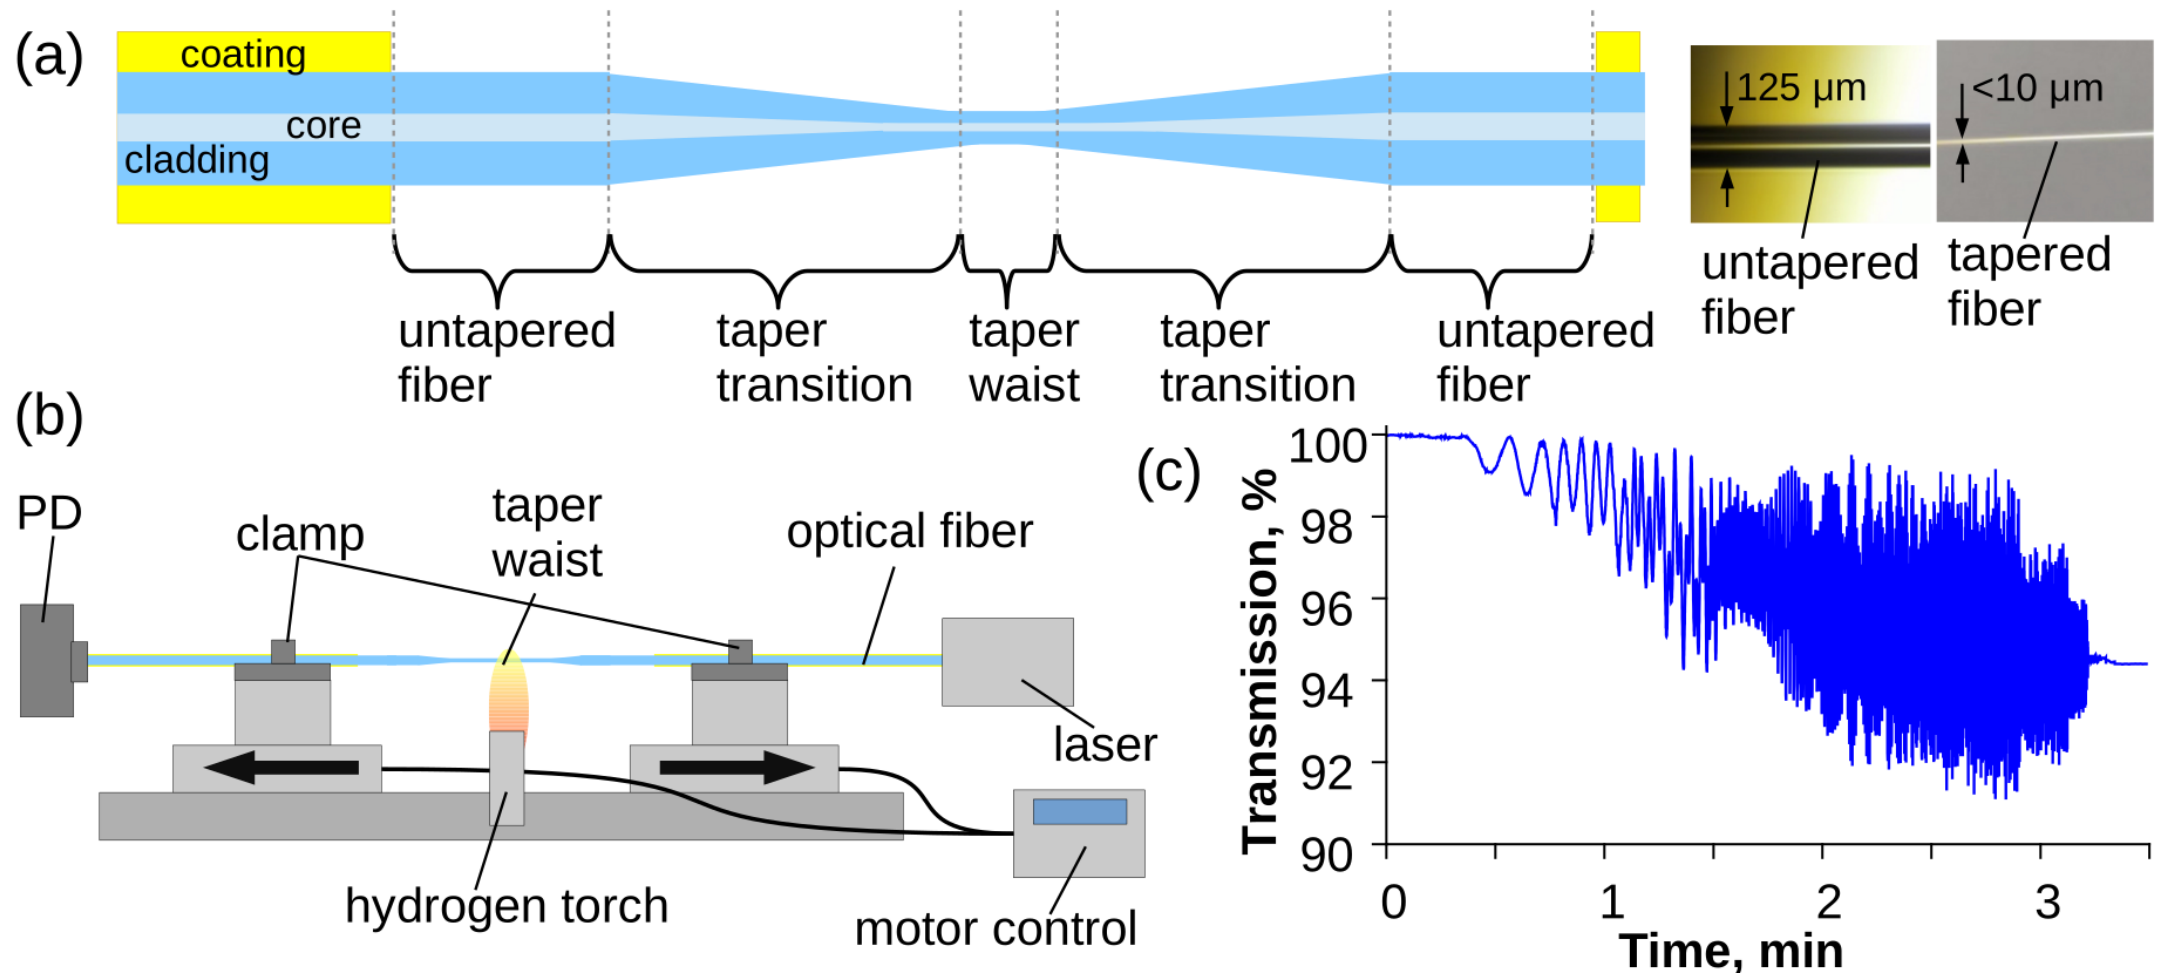 (a)
coating
core
cladding
125 µm
<10 µm
untapered
fiber
tapered
fiber
untapered
fiber
taper
transition
taper
waist
taper
transition
untapered
fiber
(b)
PD
clamp
taper
waist
optical fiber
laser
hydrogen torch
motor control
(c)
Transmission, %
100
98
96
94
92
90
0
1
2
3
Time, min